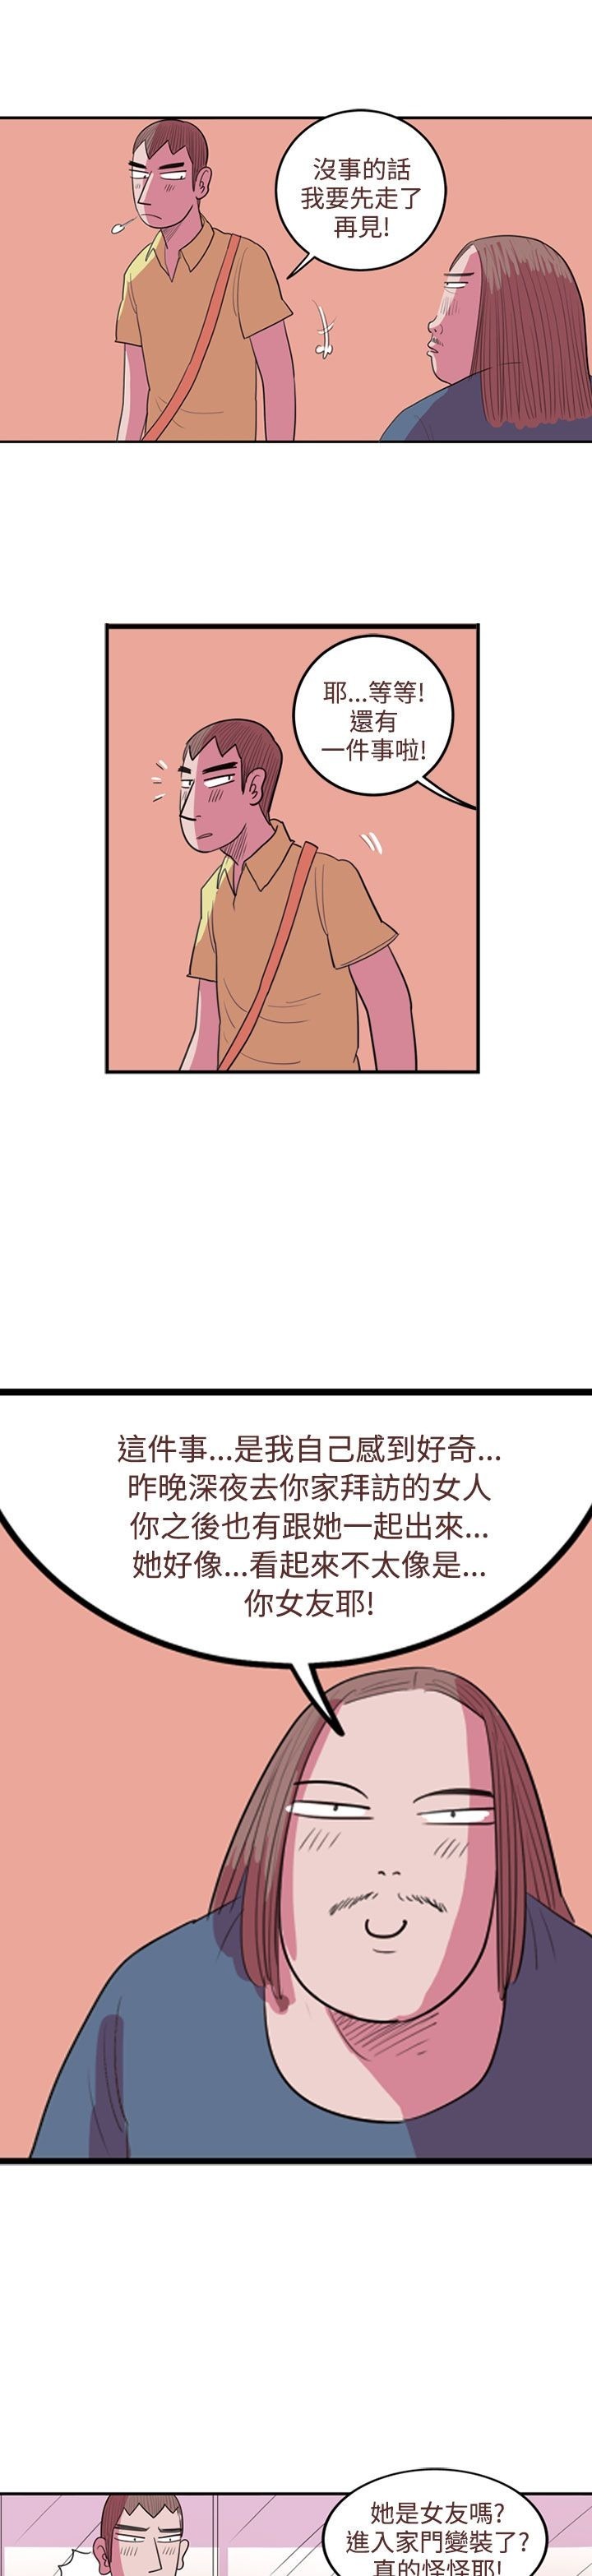 沒事的話
我要先走了
再見!
耶...等等!
還有
一件事啦!
這件事...是我自己感到好奇...
昨晚深夜去你家拜訪的女人
你之後也有跟她一起出來...
她好像...看起來不太像是...
你女友耶!
她是女友嗎?
進入家門變裝了?
真的怪怪耶!